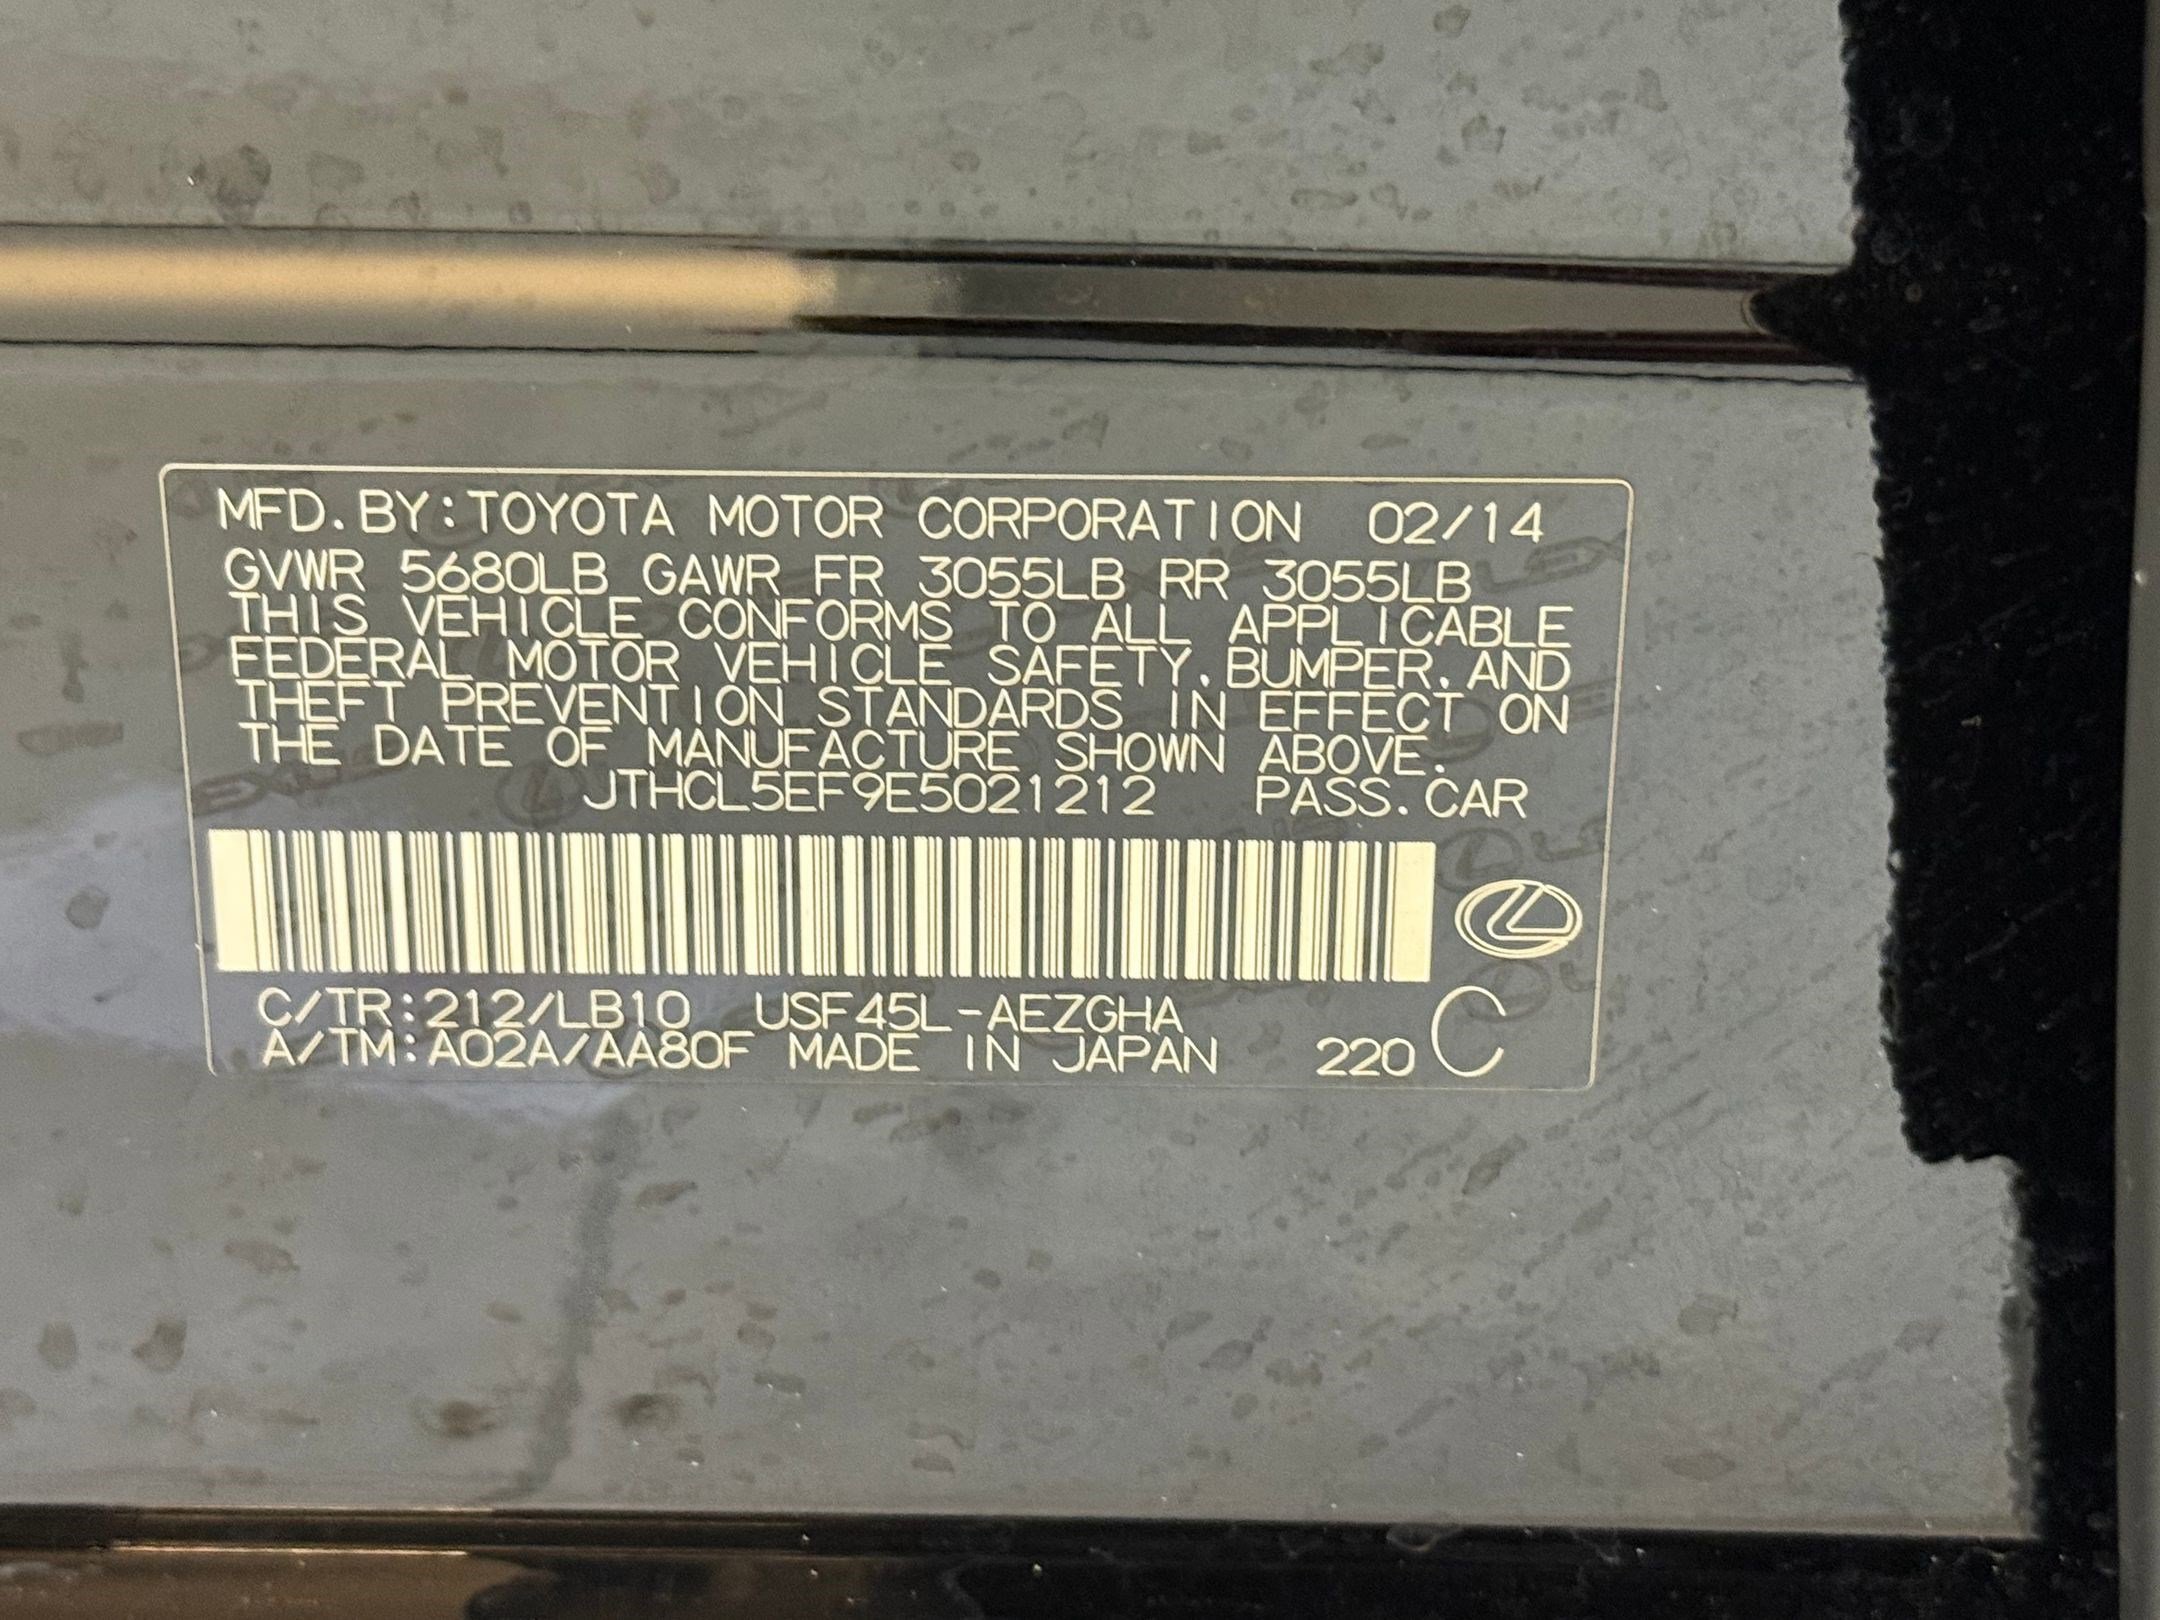 MFD. BY: TOYOTA MOTOR CORPORATION 02/14
GVWR 5680LB GAWR FR 3055LB RR 3055LB
THIS VEHICLE CONFORMS TO ALL APPLICABLE
FEDERAL MOTOR VEHICLE SAFETY, BUMPER, AND
THEFT PREVENTION STANDARDS IN EFFECT ON
THE DATE OF MANUFACTURE SHOWN ABOVE.
JTHCL5EF9E5021212 PASS. CAR
C/TR: 212/LB10 USF45L-AEZGHA
A/TM: A02A/AA80F MADE IN JAPAN 220 C